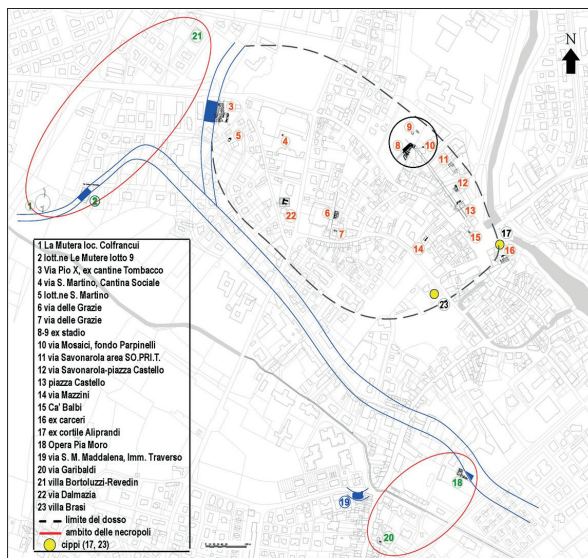 21
N
3
9
4
8
10
5
11
12
1
1
2
13
22
6
17
7
14
15
16
23
1 La Mutera loc. Colfrancui
2 lott.ne Le Mutere lotto 9
3 Via Pio X, ex cantine Tombacco
4 via S. Martino, Cantina Sociale
5 lott.ne S. Martino
6 via delle Grazie
7 via delle Grazie
8-9 ex stadio
10 via Mosaici, fondo Parpinelli
11 via Savonarola area SO.PRI.T.
12 via Savonarola-piazza Castello
13 piazza Castello
14 via Mazzini
15 Ca' Balbi
16 ex carceri
17 ex cortile Aliprandi
18 Opera Pia Moro
19 via S. M. Maddalena, Imm. Traverso
20 via Garibaldi
21 villa Bortoluzzi-Revedin
22 via Dalmazia
23 villa Brasi
limite del dosso
ambito delle necropoli
cippi (17, 23)
18
19
20